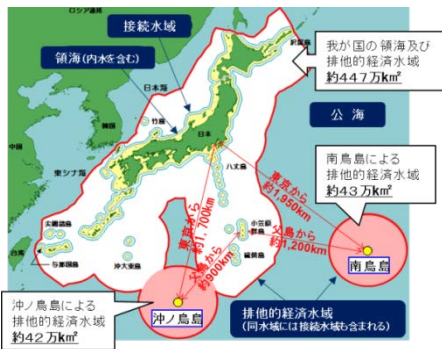 ロシア連邦
接続水域
択捉島
我が国の領海及び
排他的経済水域
約447万km²
領海(内水を含む)
日本海
竹島
韓国
日本
公海
中国
東シナ海
八丈島
東京から
約1,950km
南鳥島による
排他的経済水域
約43万km²
東京から
約1,700km
尖閣諸島
小笠原
群島
父島から
約1,200km
台湾
与那国島
沖大東島
父島から
約900km
硫黄島
南鳥島
沖ノ鳥島
沖ノ鳥島による
排他的経済水域
約42万km²
排他的経済水域
(同水域には接続水域も含まれる)